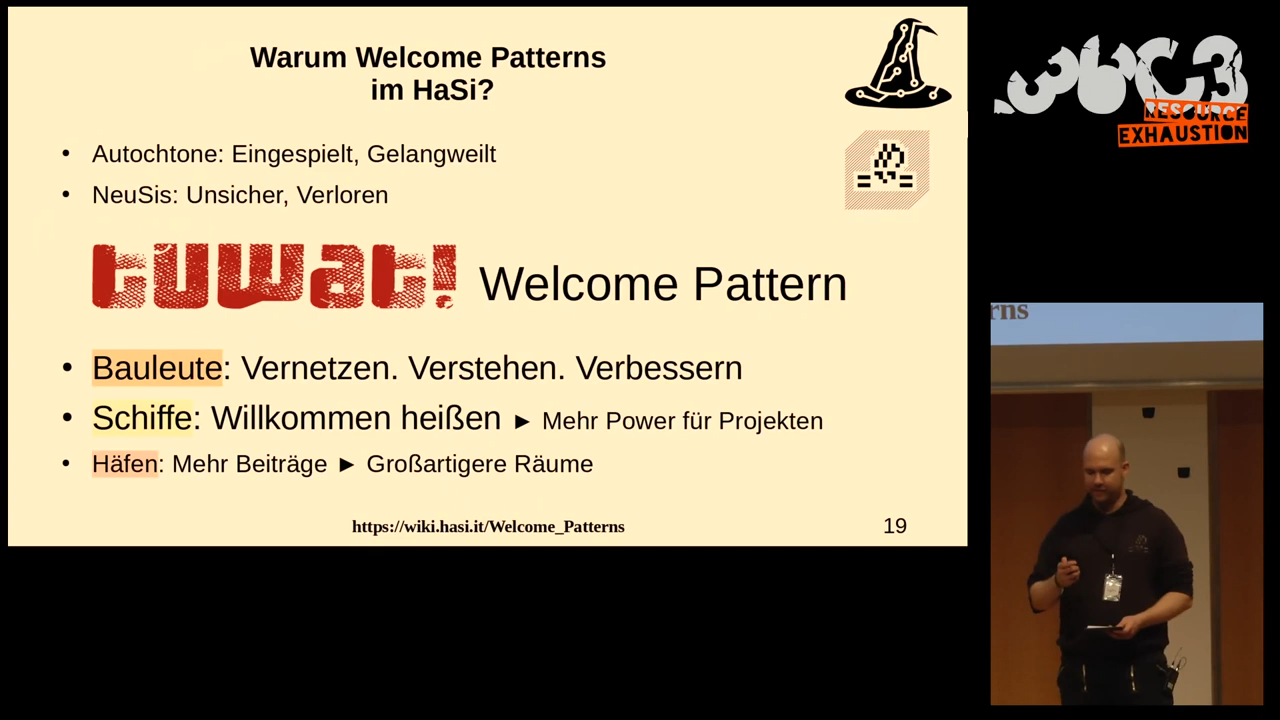 Warum Welcome Patterns
im HaSi?
• Autochtone: Eingespielt, Gelangweilt
• NeuSis: Unsicher, Verloren
tuwat! Welcome Pattern
• Bauleute: Vernetzen. Verstehen. Verbessern
• Schiffe: Willkommen heißen ► Mehr Power für Projekten
• Häfen: Mehr Beiträge ► Großartigere Räume
https://wiki.hasi.it/Welcome_Patterns
19
36C3
RESOURCE
EXHAUSTION
rns